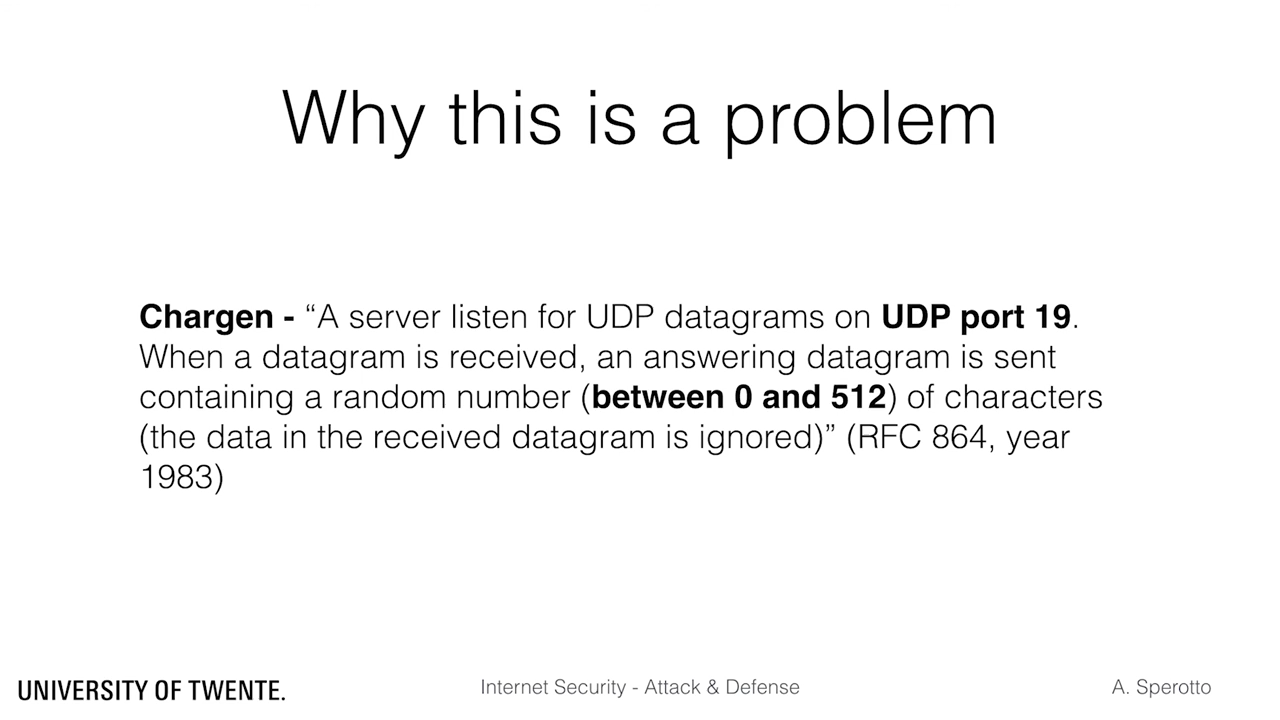 Why this is a problem
Chargen - “A server listen for UDP datagrams on UDP port 19.
When a datagram is received, an answering datagram is sent
containing a random number (between 0 and 512) of characters
(the data in the received datagram is ignored)” (RFC 864, year
1983)
UNIVERSITY OF TWENTE.
Internet Security - Attack & Defense
A. Sperotto